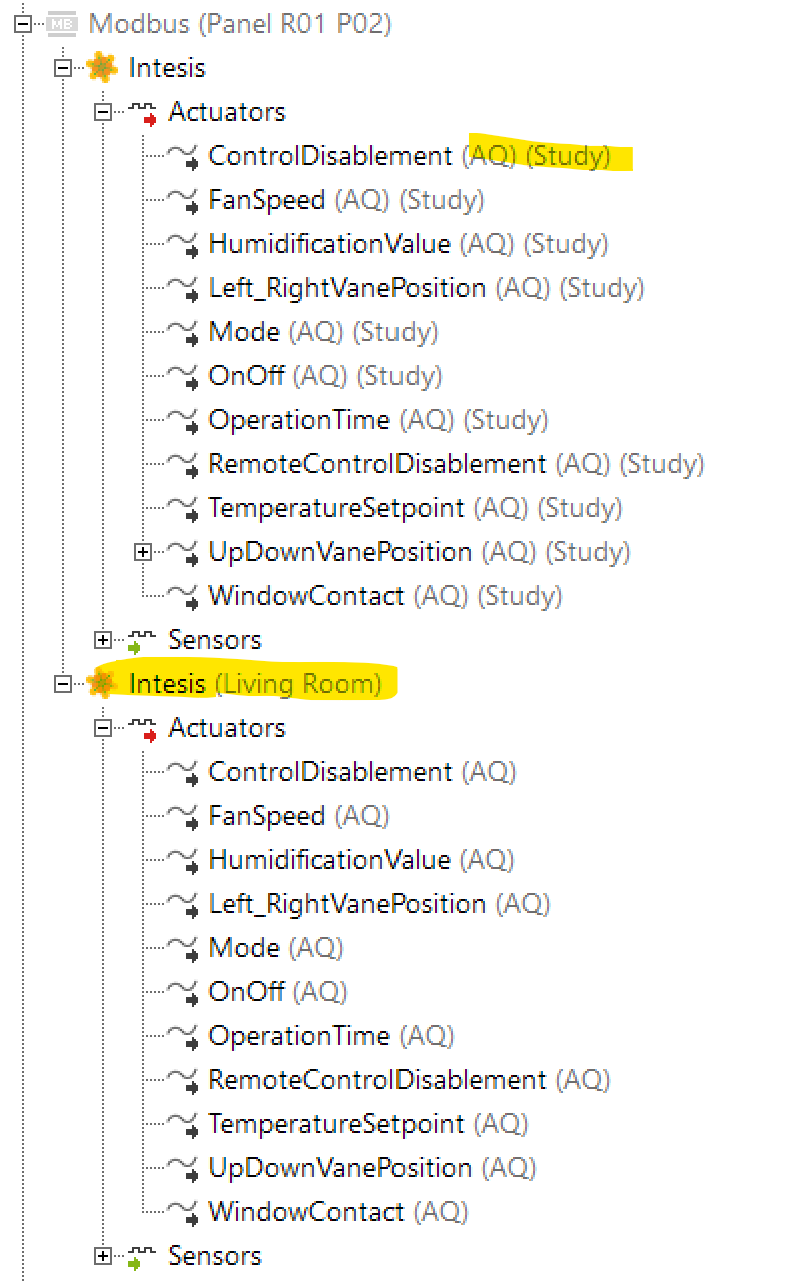 MB Modbus (Panel R01 P02)
Intesis
Actuators
ControlDisablement (AQ) (Study)
FanSpeed (AQ) (Study)
HumidificationValue (AQ) (Study)
Left_RightVanePosition (AQ) (Study)
Mode (AQ) (Study)
OnOff (AQ) (Study)
OperationTime (AQ) (Study)
RemoteControlDisablement (AQ) (Study)
TemperatureSetpoint (AQ) (Study)
UpDownVanePosition (AQ) (Study)
WindowContact (AQ) (Study)
Sensors
Intesis (Living Room)
Actuators
ControlDisablement (AQ)
FanSpeed (AQ)
HumidificationValue (AQ)
Left_RightVanePosition (AQ)
Mode (AQ)
OnOff (AQ)
OperationTime (AQ)
RemoteControlDisablement (AQ)
TemperatureSetpoint (AQ)
UpDownVanePosition (AQ)
WindowContact (AQ)
Sensors